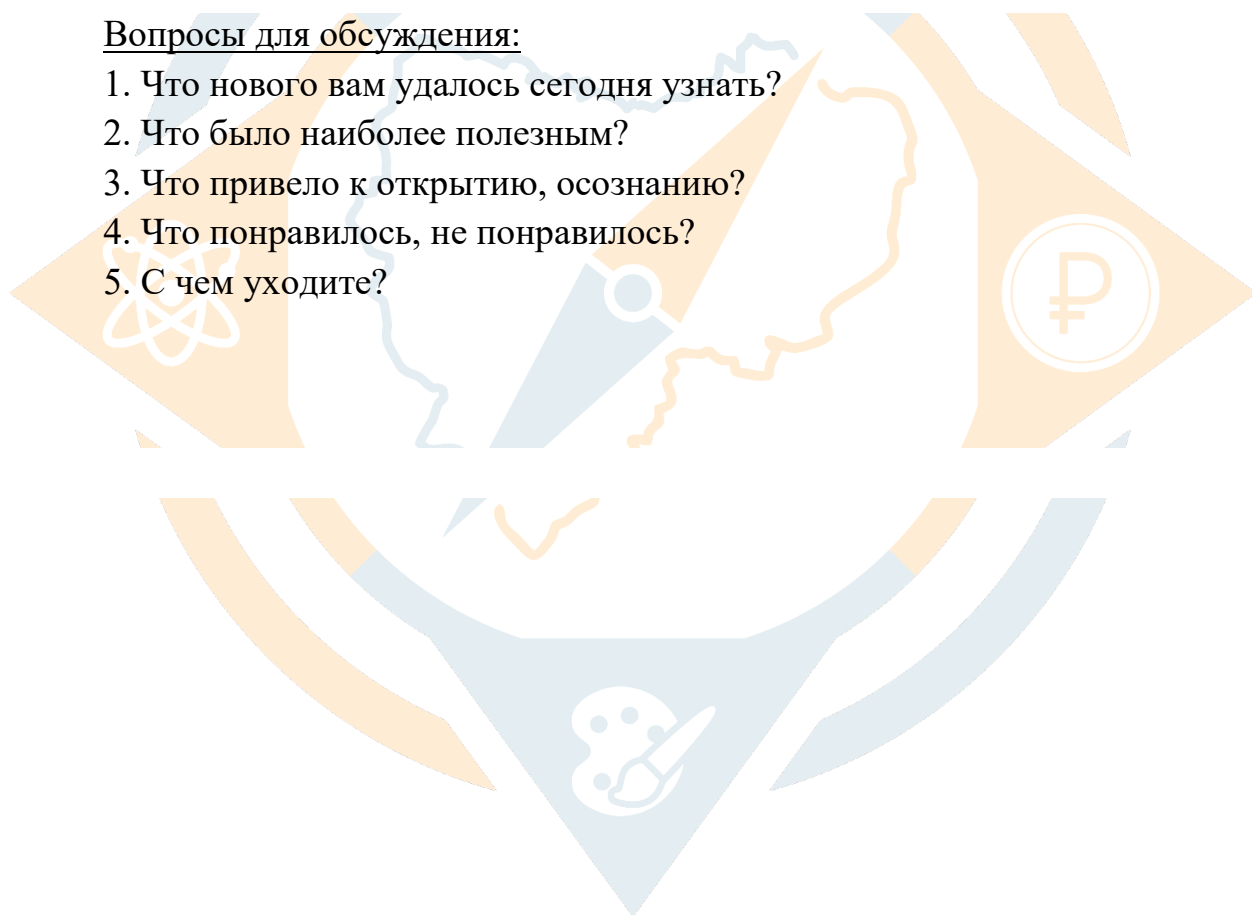 Вопросы для обсуждения:
1. Что нового вам удалось сегодня узнать?
2. Что было наиболее полезным?
3. Что привело к открытию, осознанию?
4. Что понравилось, не понравилось?
5. С чем уходите?